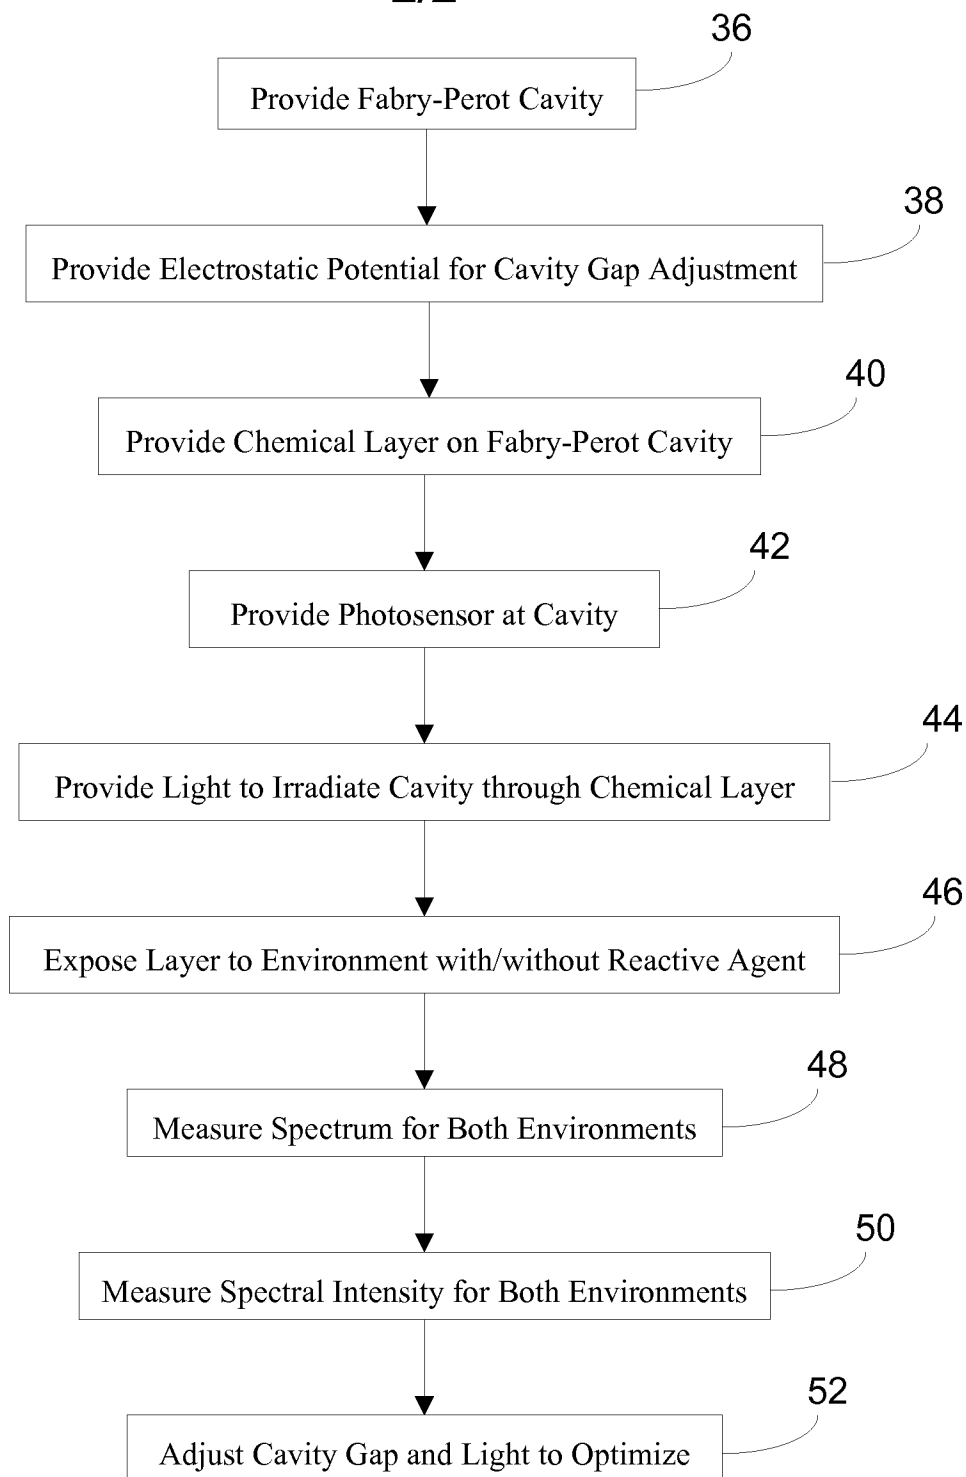 36
Provide Fabry-Perot Cavity
38
Provide Electrostatic Potential for Cavity Gap Adjustment
40
Provide Chemical Layer on Fabry-Perot Cavity
42
Provide Photosensor at Cavity
44
Provide Light to Irradiate Cavity through Chemical Layer
46
Expose Layer to Environment with/without Reactive Agent
48
Measure Spectrum for Both Environments
50
Measure Spectral Intensity for Both Environments
52
Adjust Cavity Gap and Light to Optimize